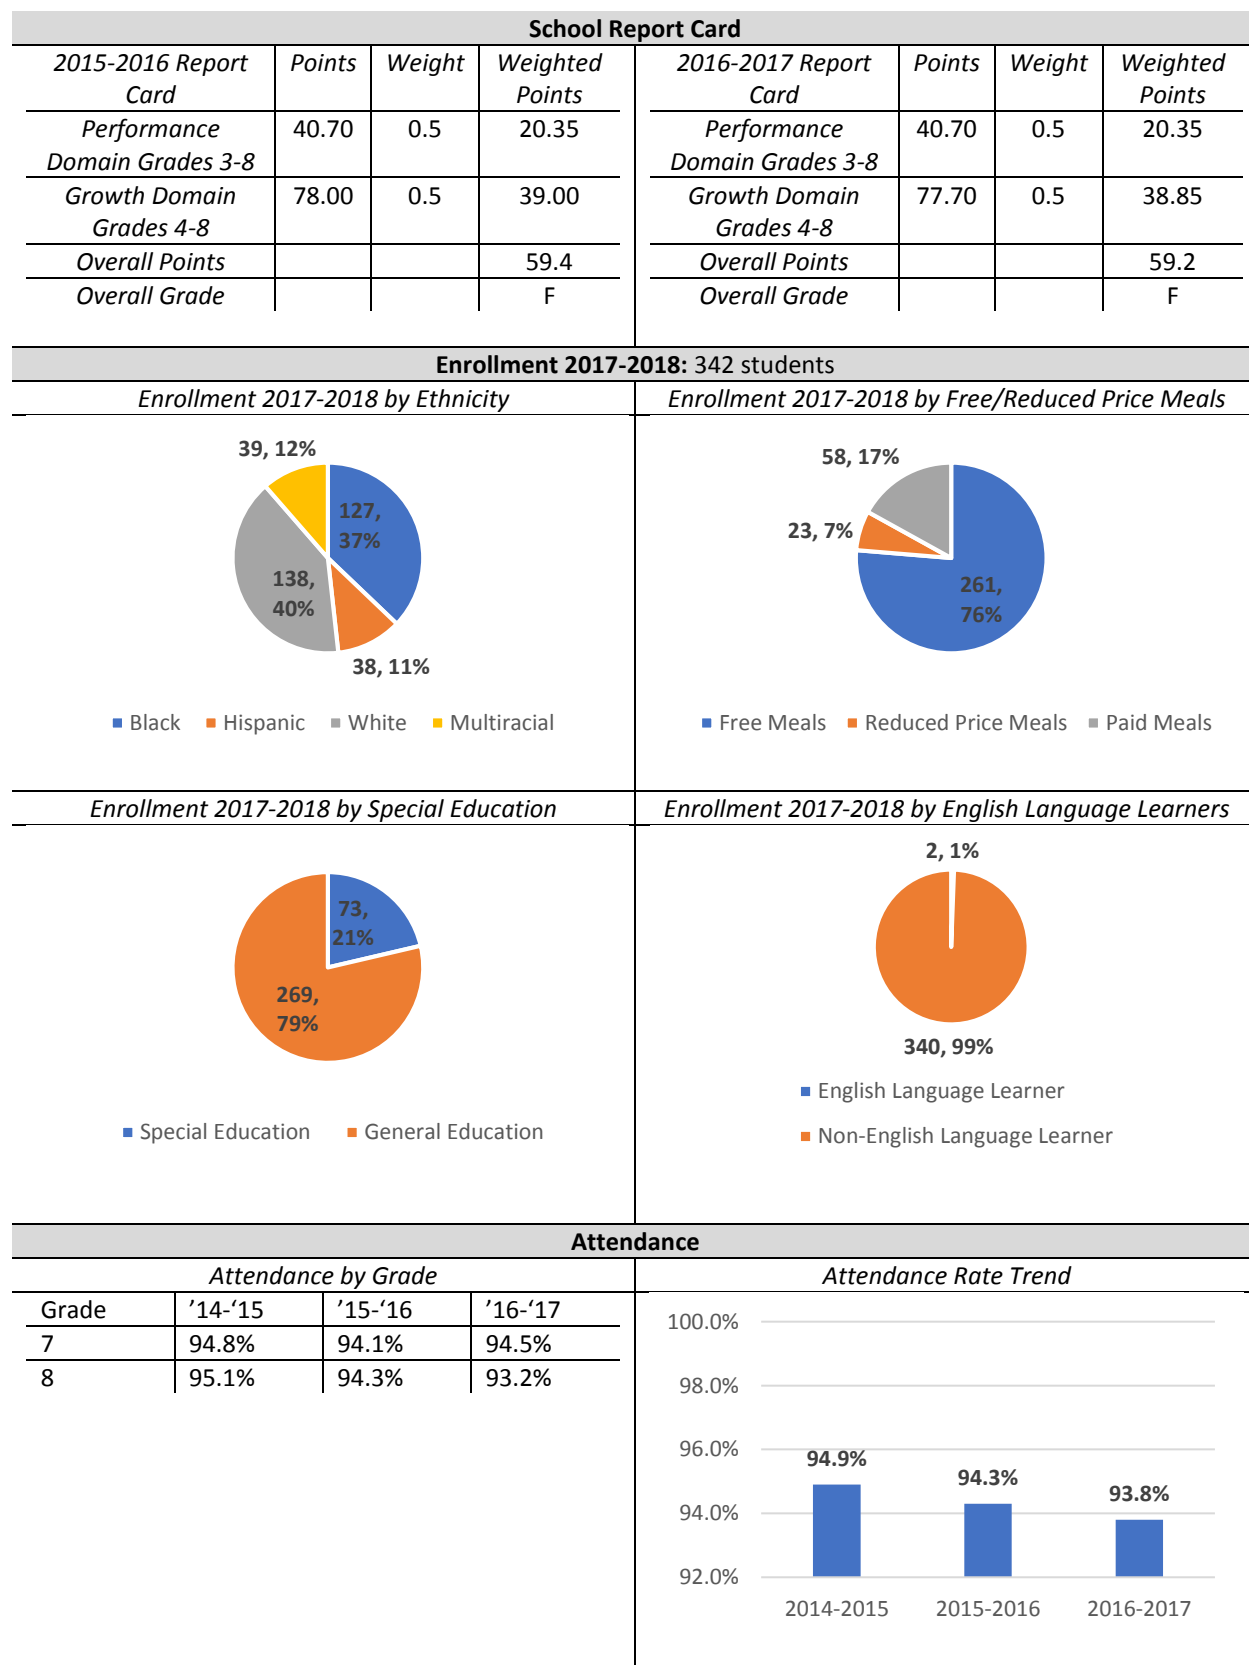 School Report Card
2015-2016 Report Card Points Weight Weighted Points
Performance Domain Grades 3-8 40.70 0.5 20.35
Growth Domain Grades 4-8 78.00 0.5 39.00
Overall Points 59.4
Overall Grade F
2016-2017 Report Card Points Weight Weighted Points
Performance Domain Grades 3-8 40.70 0.5 20.35
Growth Domain Grades 4-8 77.70 0.5 38.85
Overall Points 59.2
Overall Grade F
Enrollment 2017-2018: 342 students
Enrollment 2017-2018 by Ethnicity
39, 12%
127,
37%
138,
40%
38, 11%
Black Hispanic White Multiracial
Enrollment 2017-2018 by Free/Reduced Price Meals
58, 17%
23, 7%
261,
76%
Free Meals Reduced Price Meals Paid Meals
Enrollment 2017-2018 by Special Education
73,
21%
269,
79%
Special Education General Education
Enrollment 2017-2018 by English Language Learners
2, 1%
340, 99%
English Language Learner
Non-English Language Learner
Attendance
Attendance by Grade
Grade ’14-‘15 ’15-‘16 ’16-‘17
7 94.8% 94.1% 94.5%
8 95.1% 94.3% 93.2%
Attendance Rate Trend
100.0%
98.0%
96.0%
94.0%
92.0%
94.9%
94.3%
93.8%
2014-2015 2015-2016 2016-2017